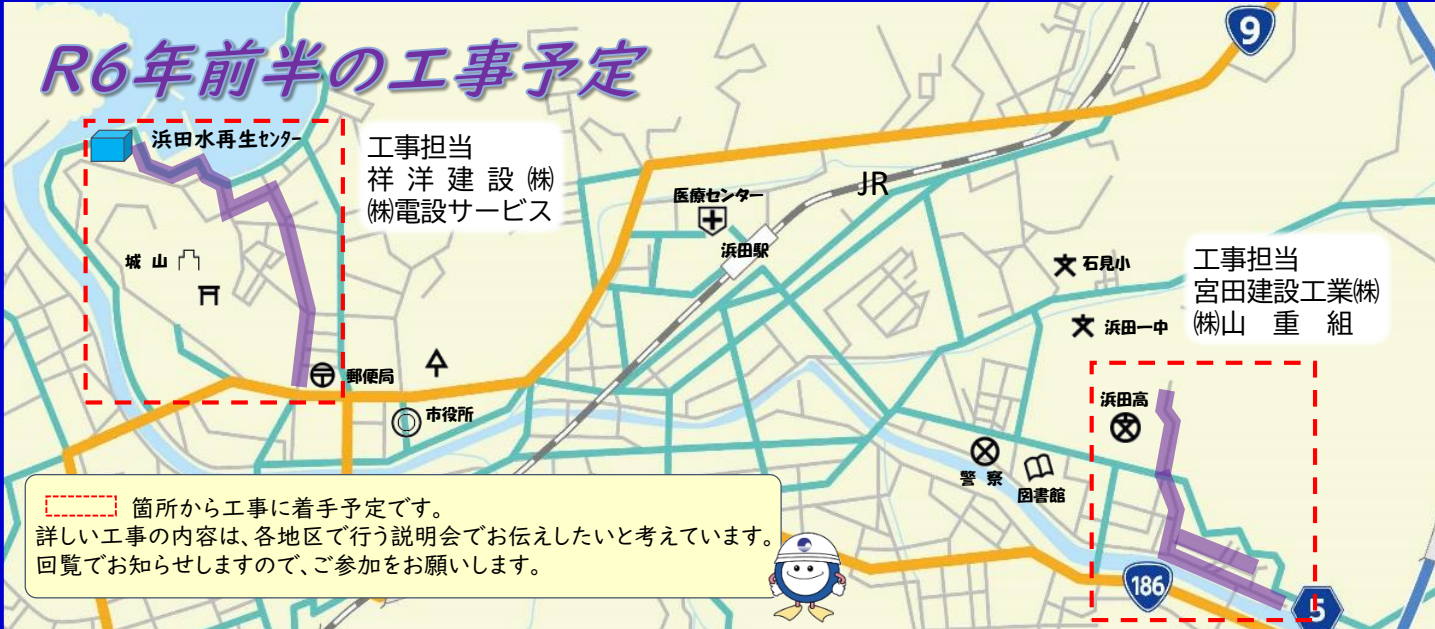 R6年前半の工事予定
9
浜田水再生センター
工事担当
祥洋建設㈱
㈱電設サービス
医療センター
JR
浜田駅
城山
石見小
工事担当
宮田建設工業㈱
㈱山重組
浜田一中
郵便局
市役所
浜田高
警察
図書館
箇所から工事に着手予定です。
詳しい工事の内容は、各地区で行う説明会でお伝えしたいと考えています。
回覧でお知らせしますので、ご参加をお願いします。
186
5